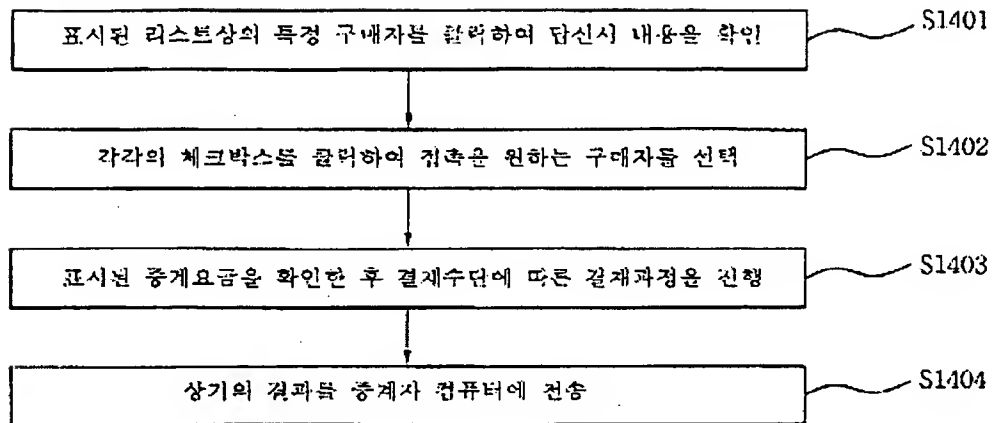 표시된 리스트상의 특정 구매자를 클릭하여 답신서 내용을 확인
S1401
각각의 체크박스를 클릭하여 접촉을 원하는 구매자를 선택
S1402
표시된 중계요금을 확인한 후 결재수단에 따른 결재과정을 진행
S1403
상기의 결과를 중계자 컴퓨터에 전송
S1404